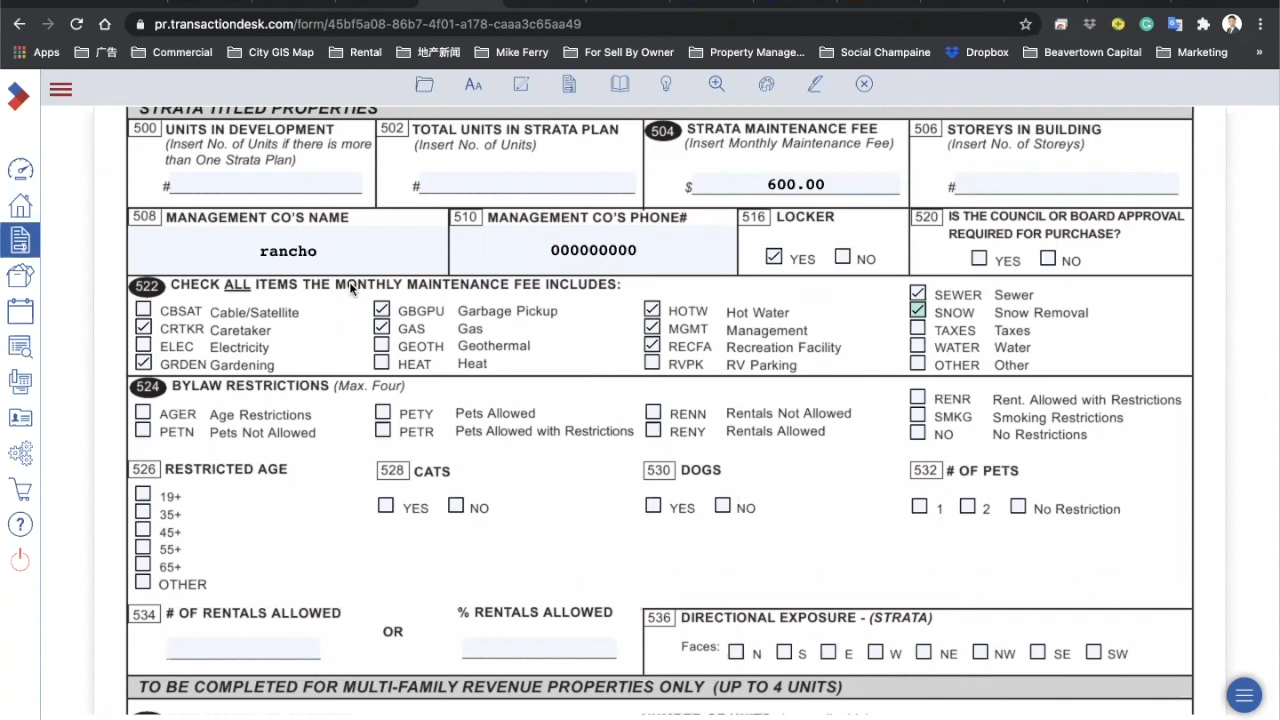 pr.transactiondesk.com/form/45bf5a08-86b7-4f01-a178-caaa3c65aa49
Apps 广告 Commercial City GIS Map Rental 地产新闻 Mike Ferry For Sell By Owner Property Manage... Social Champaine Dropbox Beavertown Capital Marketing »
STRATA TITLED PROPERTIES
500 UNITS IN DEVELOPMENT
(Insert No. of Units if there is more
than One Strata Plan)
#
502 TOTAL UNITS IN STRATA PLAN
(Insert No. of Units)
#
504 STRATA MAINTENANCE FEE
(Insert Monthly Maintenance Fee)
$ 600.00
506 STOREYS IN BUILDING
(Insert No. of Storeys)
#
508 MANAGEMENT CO'S NAME
rancho
510 MANAGEMENT CO'S PHONE#
000000000
516 LOCKER
YES NO
520 IS THE COUNCIL OR BOARD APPROVAL
REQUIRED FOR PURCHASE?
YES NO
522 CHECK ALL ITEMS THE MONTHLY MAINTENANCE FEE INCLUDES:
CBSAT Cable/Satellite
CRTKR Caretaker
ELEC Electricity
GRDEN Gardening
GBGPU Garbage Pickup
GAS Gas
GEOTH Geothermal
HEAT Heat
HOTW Hot Water
MGMT Management
RECFA Recreation Facility
RVPK RV Parking
SEWER Sewer
SNOW Snow Removal
TAXES Taxes
WATER Water
OTHER Other
524 BYLAW RESTRICTIONS (Max. Four)
AGER Age Restrictions
PETN Pets Not Allowed
PETY Pets Allowed
PETR Pets Allowed with Restrictions
RENN Rentals Not Allowed
RENY Rentals Allowed
RENR Rent. Allowed with Restrictions
SMKG Smoking Restrictions
NO No Restrictions
526 RESTRICTED AGE
19+
35+
45+
55+
65+
OTHER
528 CATS
YES NO
530 DOGS
YES NO
532 # OF PETS
1 2 No Restriction
534 # OF RENTALS ALLOWED
OR
% RENTALS ALLOWED
536 DIRECTIONAL EXPOSURE - (STRATA)
Faces: N S E W NE NW SE SW
TO BE COMPLETED FOR MULTI-FAMILY REVENUE PROPERTIES ONLY (UP TO 4 UNITS)